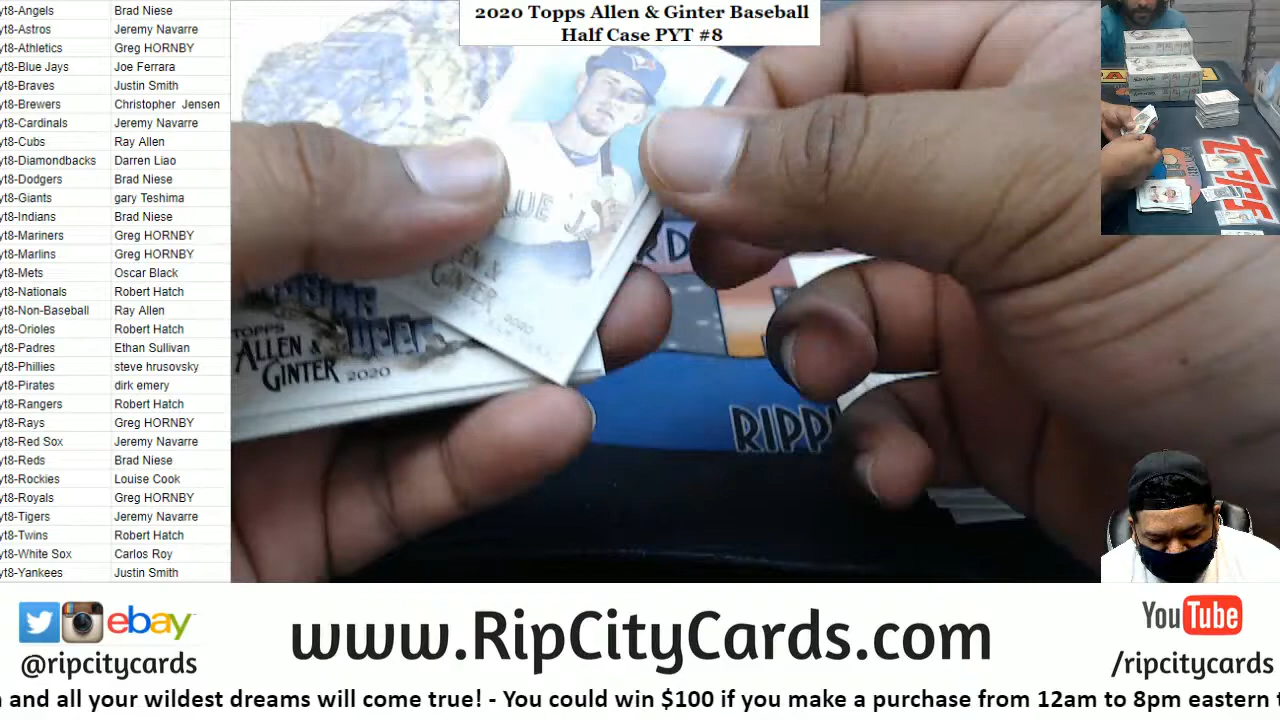 2020 Topps Allen & Ginter Baseball
Half Case PYT #8
yt8-Angels Brad Niese
yt8-Astros Jeremy Navarre
yt8-Athletics Greg HORNBY
yt8-Blue Jays Joe Ferrara
yt8-Braves Justin Smith
yt8-Brewers Christopher Jensen
yt8-Cardinals Jeremy Navarre
yt8-Cubs Ray Allen
yt8-Diamondbacks Darren Liao
yt8-Dodgers Brad Niese
yt8-Giants gary Teshima
yt8-Indians Brad Niese
yt8-Mariners Greg HORNBY
yt8-Marlins Greg HORNBY
yt8-Mets Oscar Black
yt8-Nationals Robert Hatch
yt8-Non-Baseball Ray Allen
yt8-Orioles Robert Hatch
yt8-Padres Ethan Sullivan
yt8-Phillies steve hrusovsky
yt8-Pirates dirk emery
yt8-Rangers Robert Hatch
yt8-Rays Greg HORNBY
yt8-Red Sox Jeremy Navarre
yt8-Reds Brad Niese
yt8-Rockies Louise Cook
yt8-Royals Greg HORNBY
yt8-Tigers Jeremy Navarre
yt8-Twins Robert Hatch
yt8-White Sox Carlos Roy
yt8-Yankees Justin Smith
TOPPS
ALLEN &
GINTER 2020
GINTER 2020
RIPP
topps
ebay
@ripcitycards
www.RipCityCards.com
YouTube
/ripcitycards
and all your wildest dreams will come true! - You could win $100 if you make a purchase from 12am to 8pm eastern t